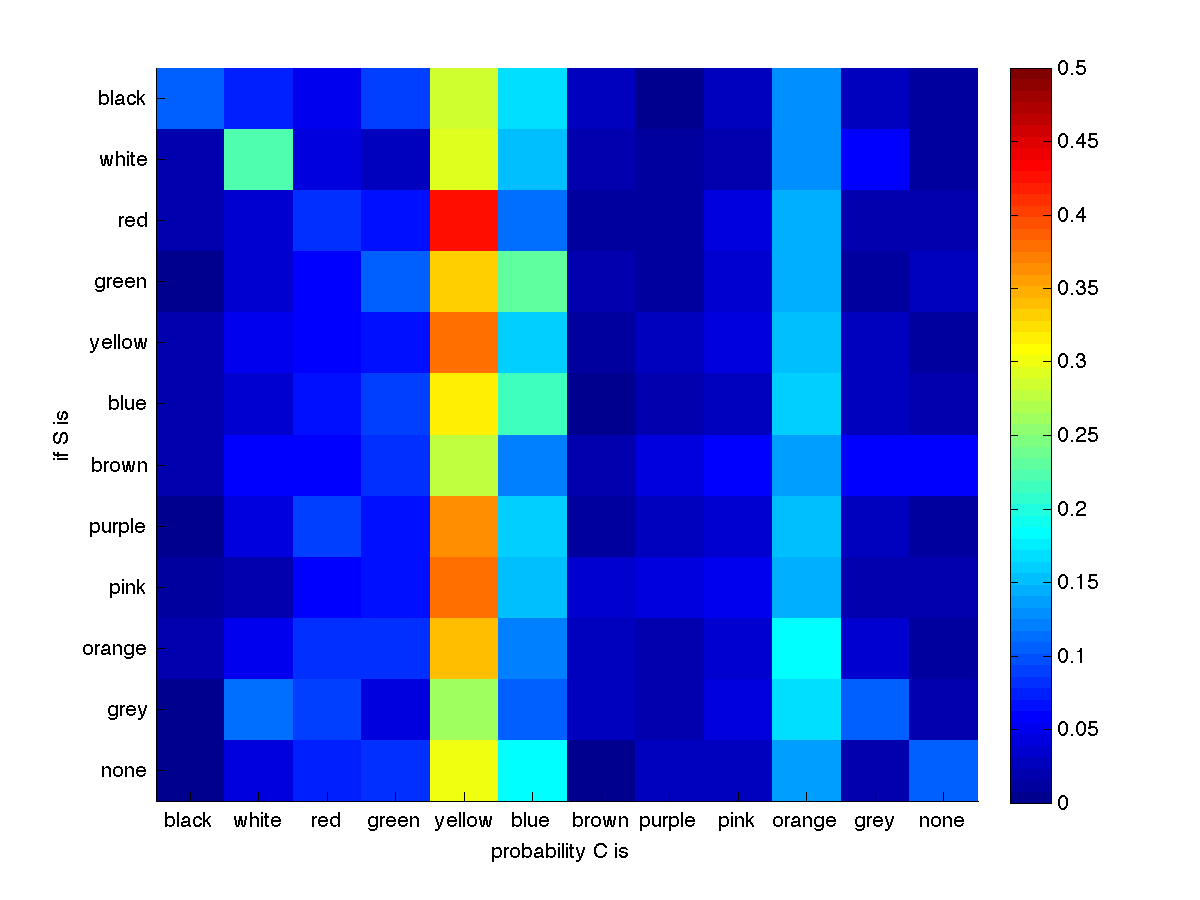 black
white
red
green
yellow
blue
brown
purple
pink
orange
grey
none
if S is
black white red green yellow blue brown purple pink orange grey none
probability C is
0.5
0.45
0.4
0.35
0.3
0.25
0.2
0.15
0.1
0.05
0